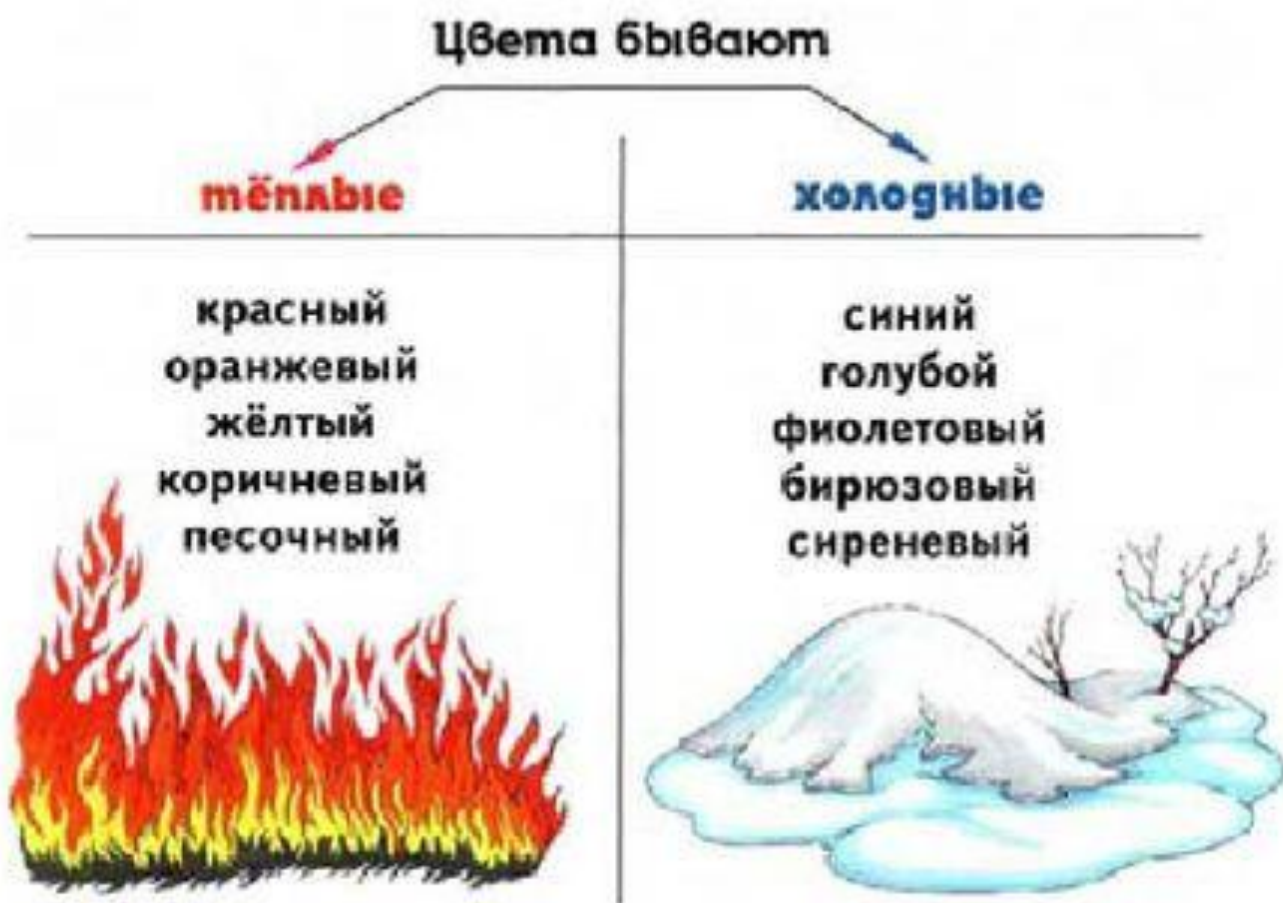 Цвета бывают
тёплые
холодные
красный
оранжевый
жёлтый
коричневый
песочный
синий
голубой
фиолетовый
бирюзовый
сиреневый